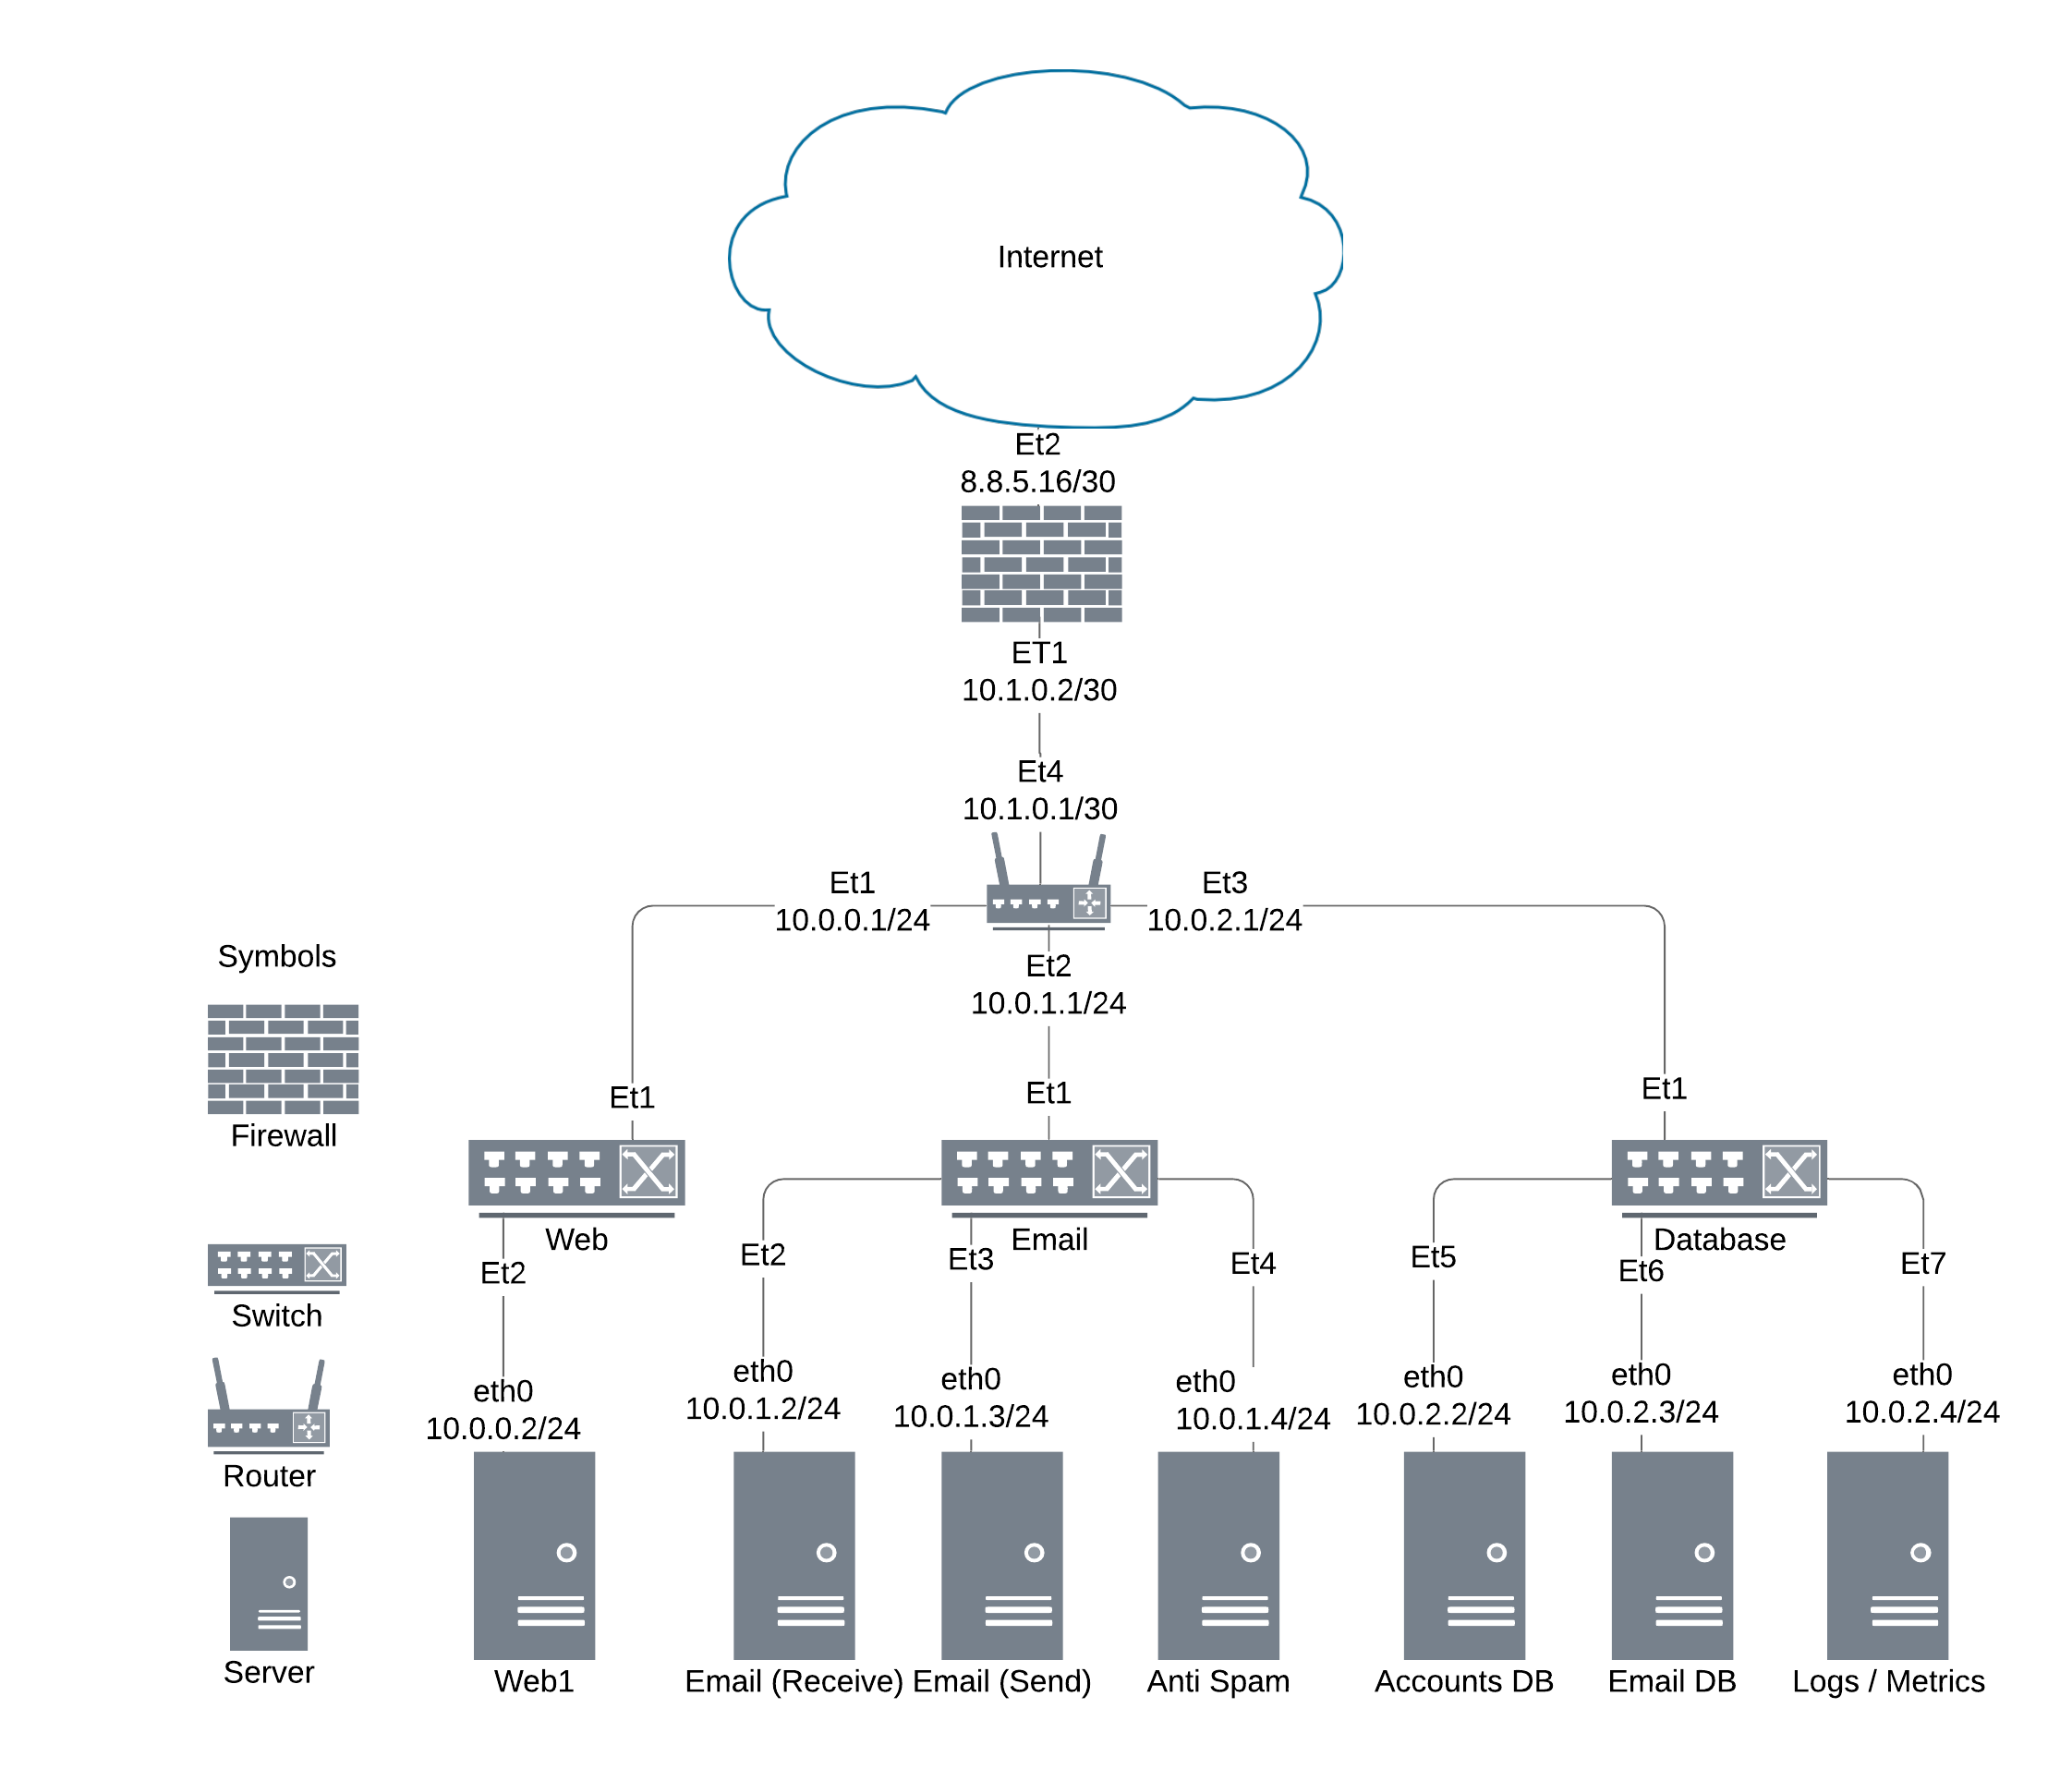 Internet
Et2
8.8.5.16/30
ET1
10.1.0.2/30
Et4
10.1.0.1/30
Et1
10.0.0.1/24
Et3
10.0.2.1/24
Et2
10.0.1.1/24
Et1
Et1
Et1
Web
Email
Database
Et2
Et2
Et3
Et4
Et5
Et6
Et7
eth0
10.0.0.2/24
eth0
10.0.1.2/24
eth0
10.0.1.3/24
eth0
10.0.1.4/24
eth0
10.0.2.2/24
eth0
10.0.2.3/24
eth0
10.0.2.4/24
Web1
Email (Receive)
Email (Send)
Anti Spam
Accounts DB
Email DB
Logs / Metrics
Symbols
Firewall
Switch
Router
Server